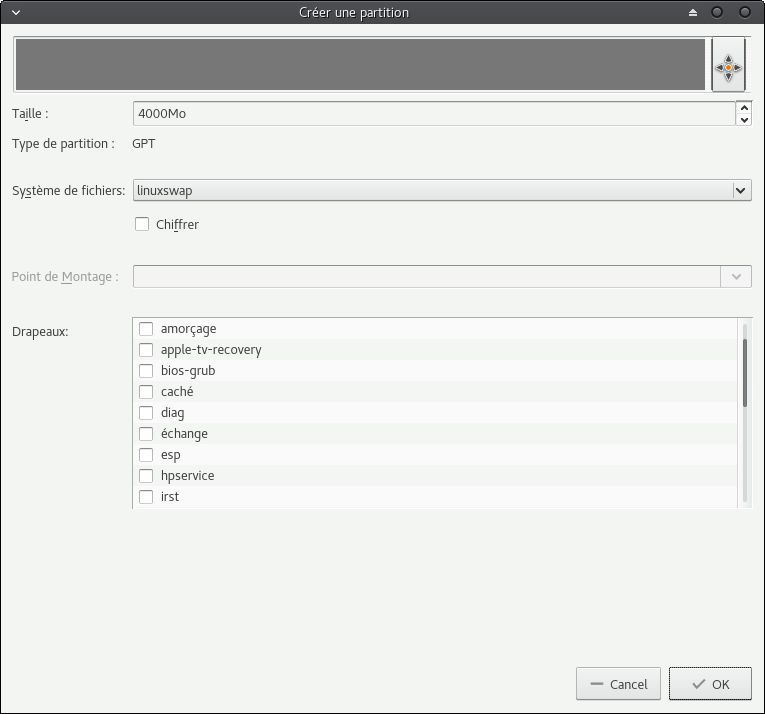 Créer une partition
Taille :
4000Mo
Type de partition :
GPT
Système de fichiers:
linuxswap
Chiffrer
Point de Montage :
Drapeaux:
amorçage
apple-tv-recovery
bios-grub
caché
diag
échange
esp
hpservice
irst
Cancel
OK